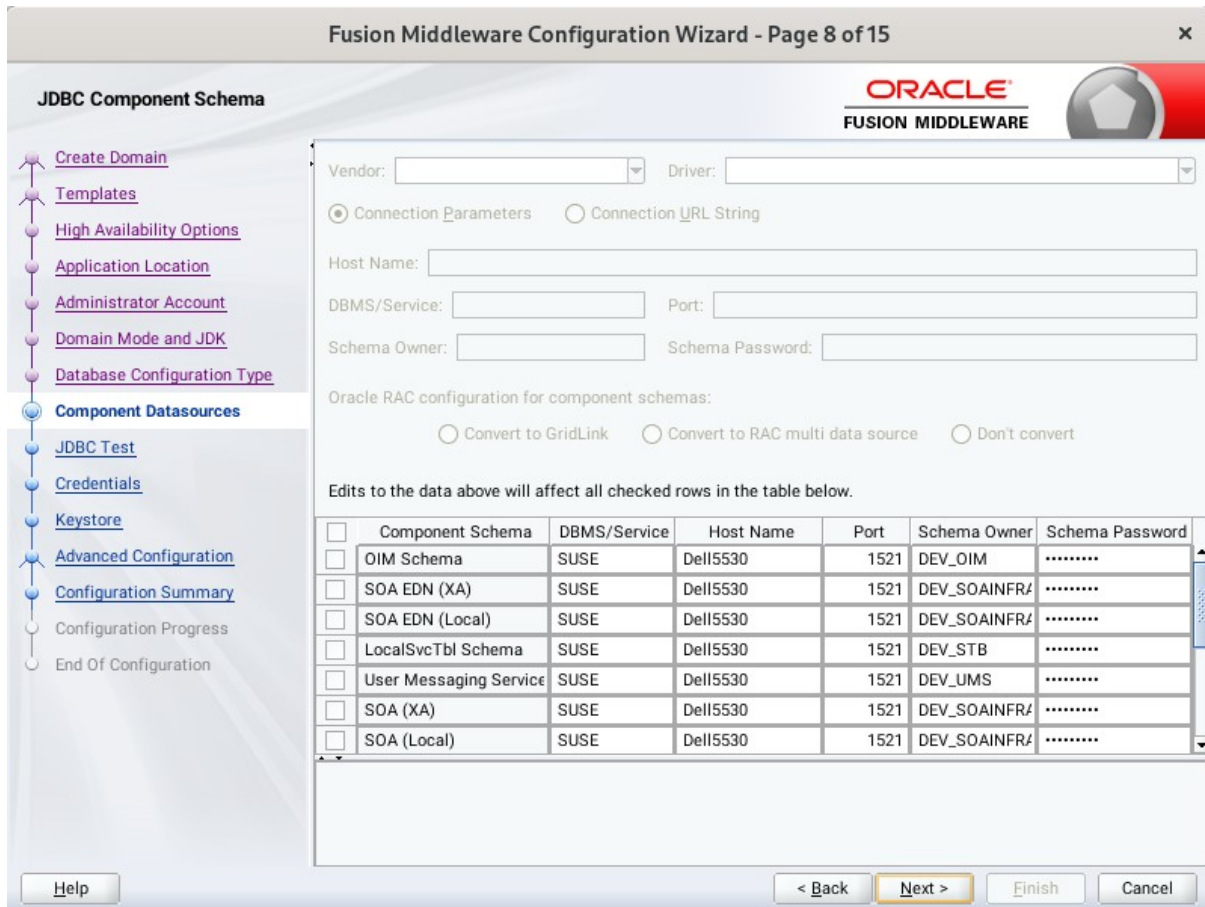 Fusion Middleware Configuration Wizard - Page 8 of 15
JDBC Component Schema
ORACLE
FUSION MIDDLEWARE
Create Domain
Templates
High Availability Options
Application Location
Administrator Account
Domain Mode and JDK
Database Configuration Type
Component Datasources
JDBC Test
Credentials
Keystore
Advanced Configuration
Configuration Summary
Configuration Progress
End Of Configuration
Vendor: Driver:
Connection Parameters Connection URL String
Host Name:
DBMS/Service: Port:
Schema Owner: Schema Password:
Oracle RAC configuration for component schemas:
Convert to GridLink Convert to RAC multi data source Don't convert
Edits to the data above will affect all checked rows in the table below.
Component Schema DBMS/Service Host Name Port Schema Owner Schema Password
OIM Schema SUSE Dell5530 1521 DEV_OIM •••••••••
SOA EDN (XA) SUSE Dell5530 1521 DEV_SOAINFRA •••••••••
SOA EDN (Local) SUSE Dell5530 1521 DEV_SOAINFRA •••••••••
LocalSvcTbl Schema SUSE Dell5530 1521 DEV_STB •••••••••
User Messaging Service SUSE Dell5530 1521 DEV_UMS •••••••••
SOA (XA) SUSE Dell5530 1521 DEV_SOAINFRA •••••••••
SOA (Local) SUSE Dell5530 1521 DEV_SOAINFRA •••••••••
Help < Back Next > Finish Cancel